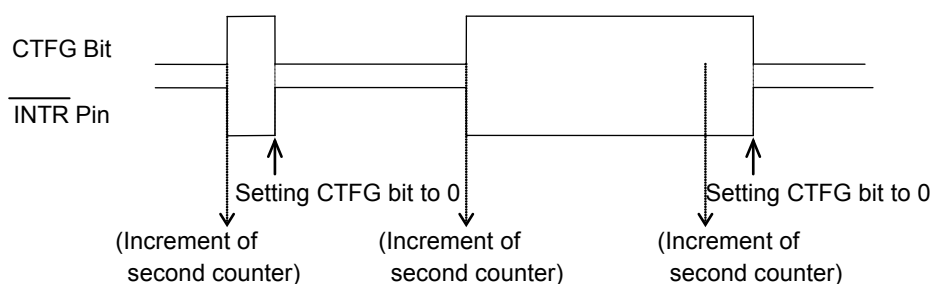 CTFG Bit
INTR Pin
Setting CTFG bit to 0
Setting CTFG bit to 0
(Increment of
second counter)
(Increment of
second counter)
(Increment of
second counter)